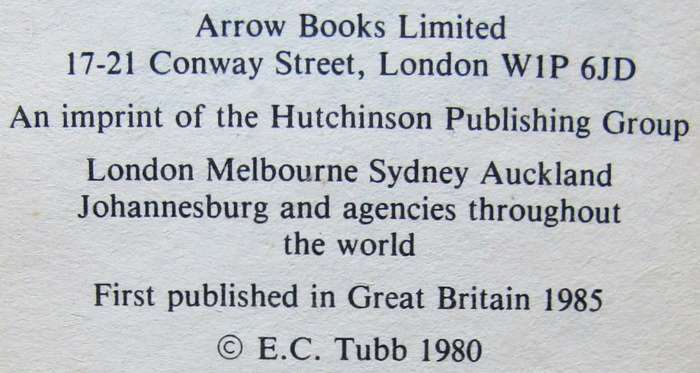 Arrow Books Limited
17-21 Conway Street, London W1P 6JD
An imprint of the Hutchinson Publishing Group
London Melbourne Sydney Auckland
Johannesburg and agencies throughout
the world
First published in Great Britain 1985
© E.C. Tubb 1980